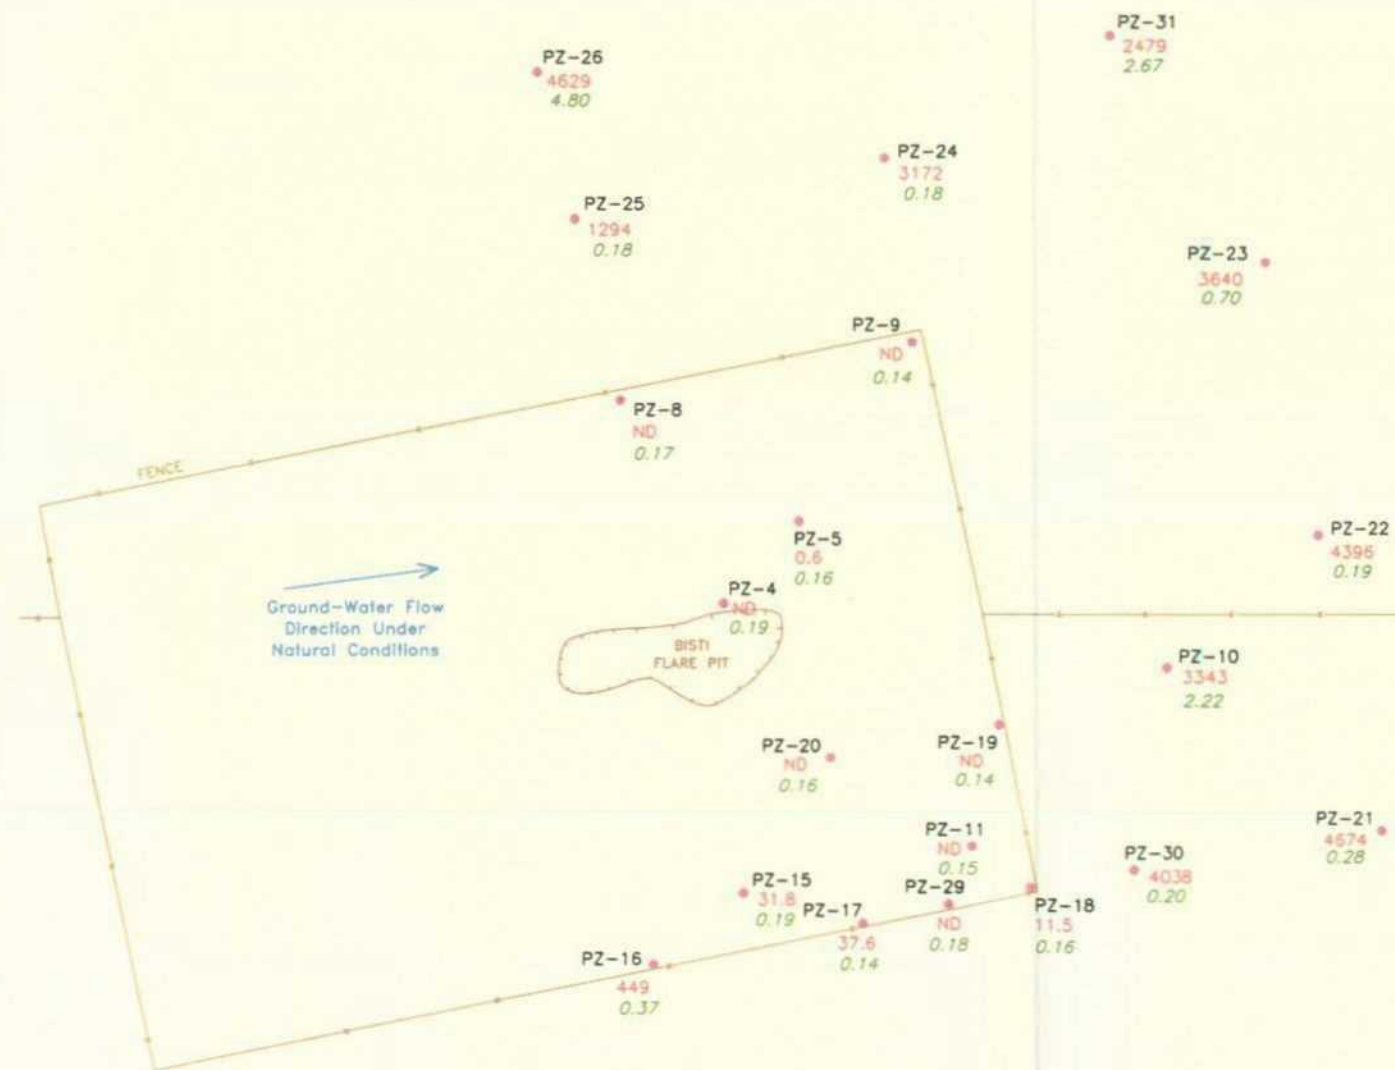 PZ-31
2479
2.67
PZ-26
4629
4.80
PZ-24
3172
0.18
PZ-25
1294
0.18
PZ-23
3640
0.70
PZ-9
ND
0.14
PZ-8
ND
0.17
FENCE
PZ-5
0.6
0.16
PZ-22
4396
0.19
PZ-4
ND
0.19
Ground-Water Flow
Direction Under
Natural Conditions
BISTI
FLARE PIT
PZ-10
3343
2.22
PZ-20
ND
0.16
PZ-19
ND
0.14
PZ-11
ND
0.15
PZ-21
4674
0.28
PZ-30
4038
0.20
PZ-15
31.8
0.19
PZ-29
ND
0.18
PZ-17
37.6
0.14
PZ-18
11.5
0.16
PZ-16
449
0.37